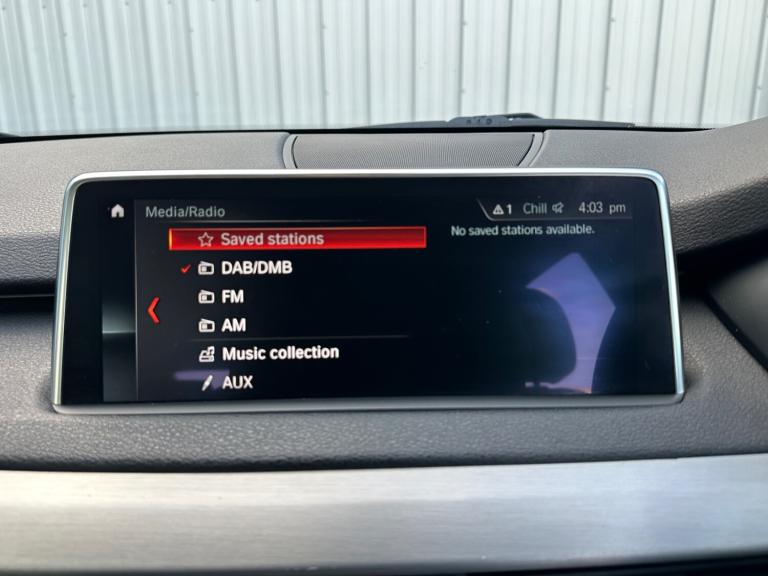 Media/Radio
1 Chill 4:03 pm
Saved stations
No saved stations available.
DAB/DMB
FM
AM
Music collection
AUX